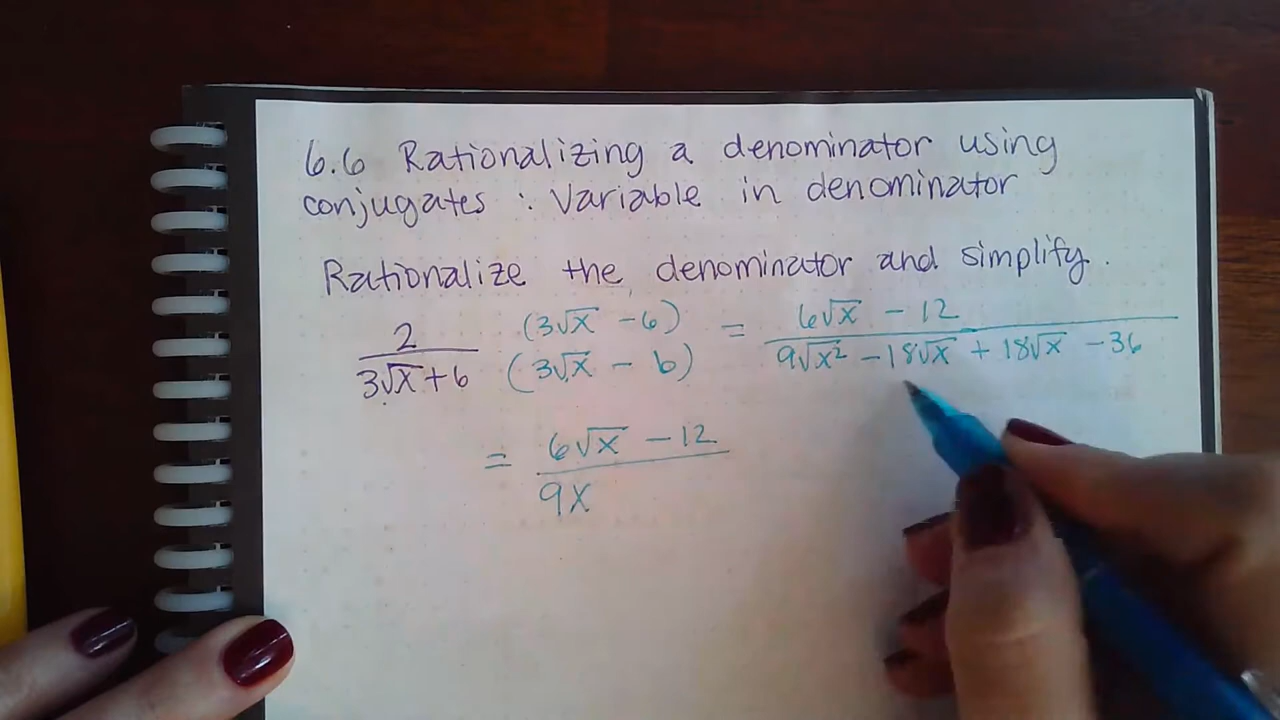 6.6 Rationalizing a denominator using
conjugates : Variable in denominator
Rationalize the denominator and simplify.
2 (3√x - 6) = 6√x - 12
3√x + 6 (3√x - 6) 9√x² - 18√x + 18√x - 36
= 6√x - 12
9x